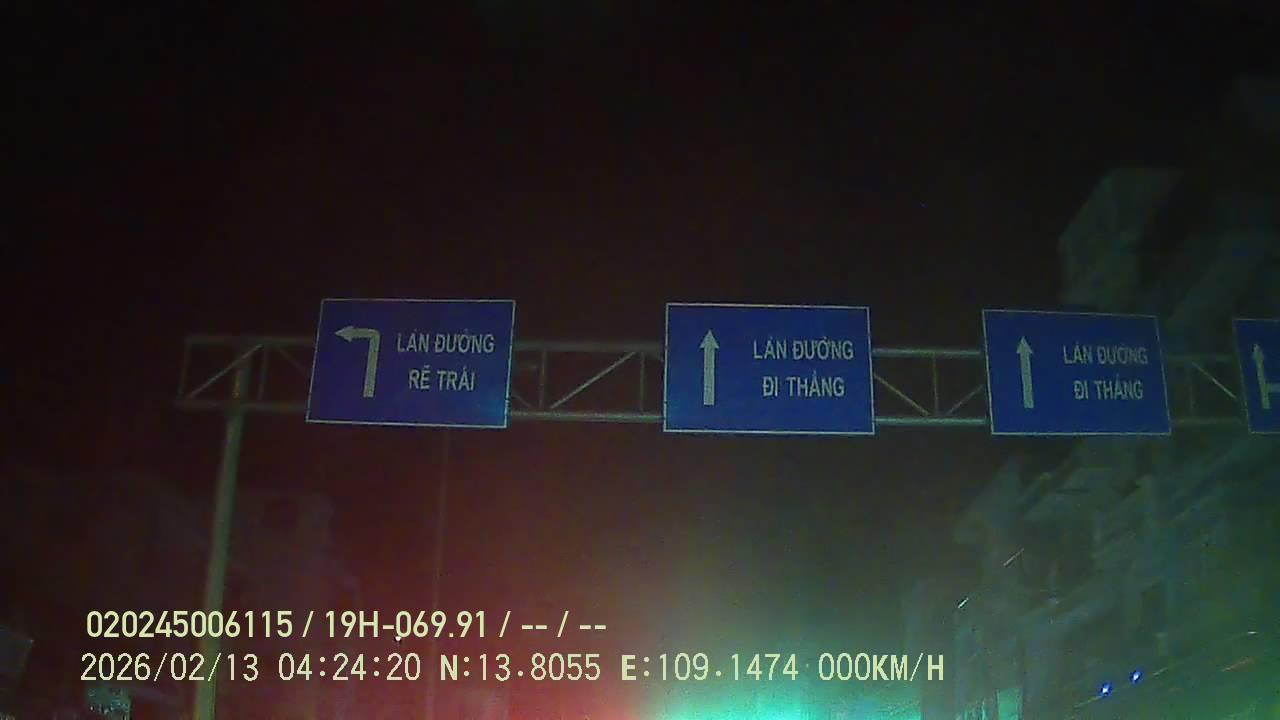 LÀN ĐƯỜNG
RẼ TRÁI
LÀN ĐƯỜNG
ĐI THẲNG
LÀN ĐƯỜNG
ĐI THẲNG
020245006115 / 19H-069.91 / -- / --
2026/02/13 04:24:20 N:13.8055 E:109.1474 000KM/H